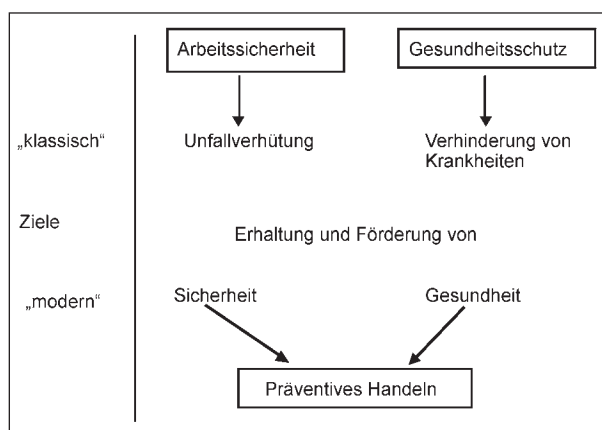 Arbeitssicherheit Gesundheitsschutz
„klassisch“ Unfallverhütung Verhinderung von
Krankheiten
Ziele
Erhaltung und Förderung von
„modern“ Sicherheit Gesundheit
Präventives Handeln